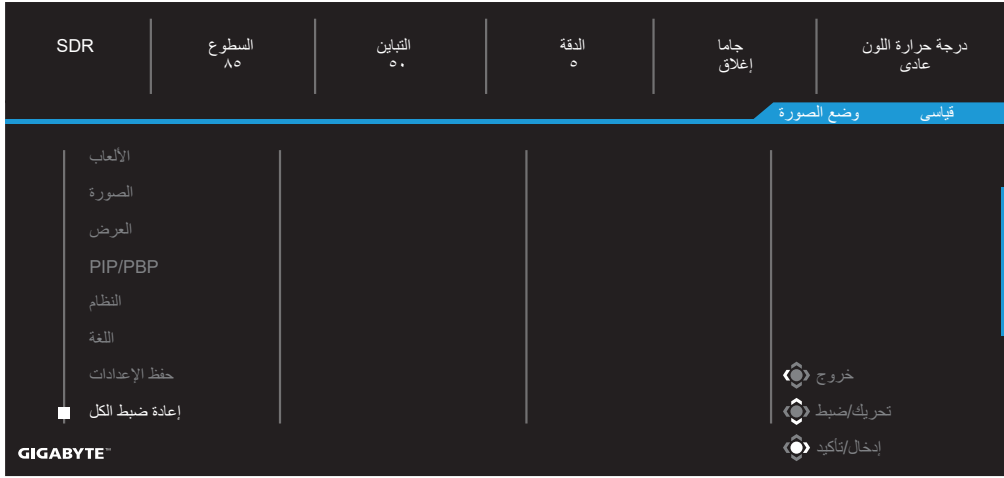 SDR
السطوع
٨٥
التباين
٥٠
الدقة
٥
جاما
إغلاق
درجة حرارة اللون
عادى
وضع الصورة
قياسى
الألعاب
الصورة
العرض
PIP/PBP
النظام
اللغة
حفظ الإعدادات
إعادة ضبط الكل
خروج
تحريك/ضبط
إدخال/تأكيد
GIGABYTE™